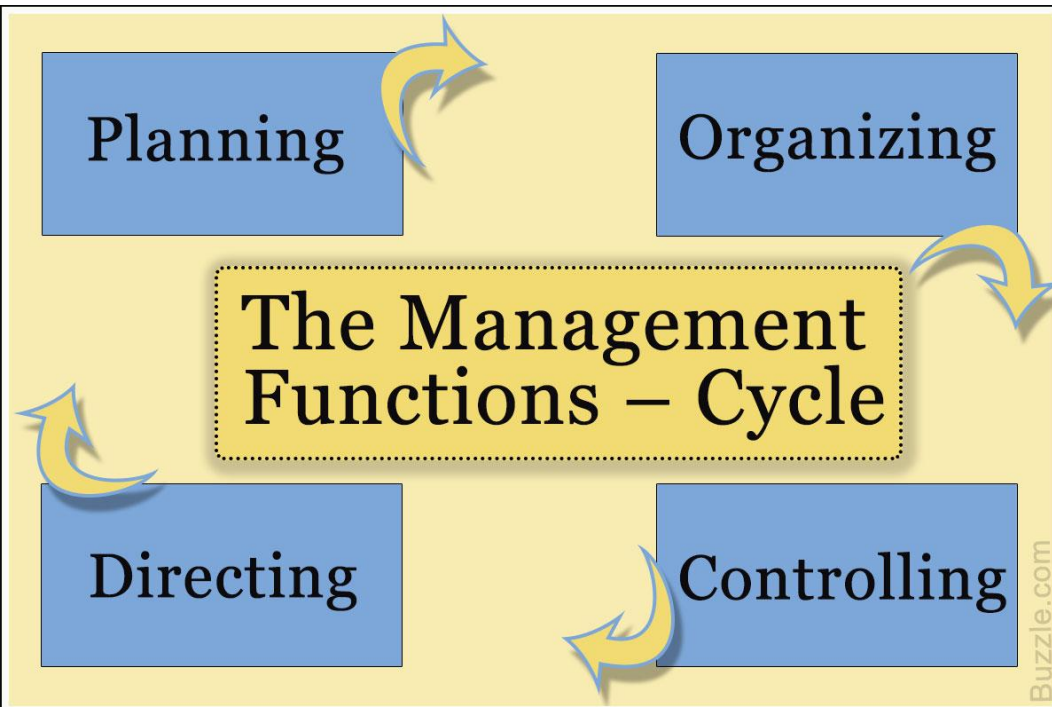 Planning
Organizing
The Management
Functions – Cycle
Directing
Controlling
Buzzle.com